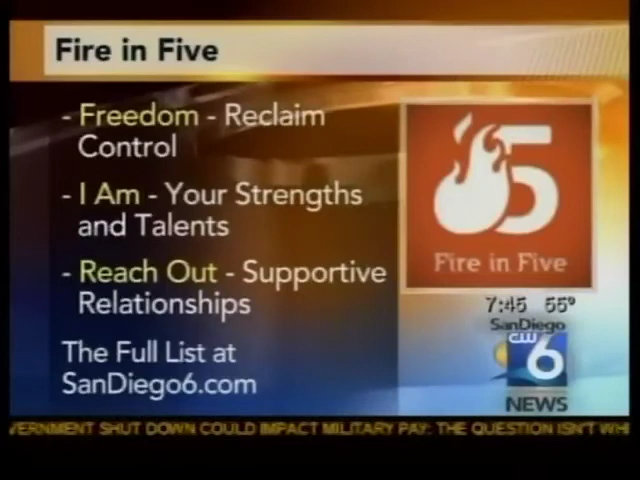 Fire in Five
- Freedom - Reclaim
Control
- I Am - Your Strengths
and Talents
- Reach Out - Supportive
Relationships
The Full List at
SanDiego6.com
5
Fire in Five
7:45 55°
SanDiego
CW
6
NEWS
VERNMENT SHUT DOWN COULD IMPACT MILITARY PAY: THE QUESTION ISN'T WH